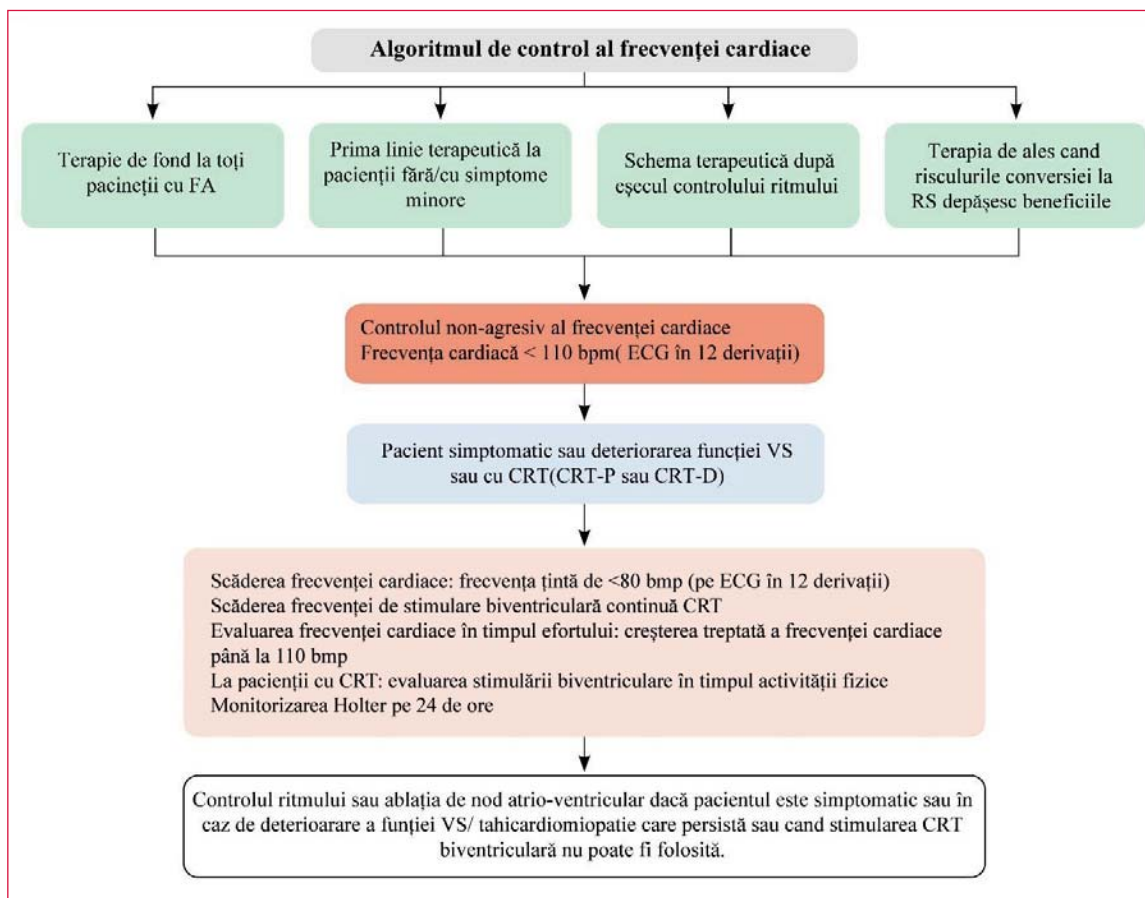 Algoritmul de control al frecvenței cardiace
Terapie de fond la toți
pacineții cu FA
Prima linie terapeutică la
pacienții fără/cu simptome
minore
Schema terapeutică după
eșecul controlului ritmului
Terapia de ales cand
risculurile conversiei la
RS depășesc beneficiile
Controlul non-agresiv al frecvenței cardiace
Frecvența cardiacă < 110 bpm( ECG în 12 derivații)
Pacient simptomatic sau deteriorarea funcției VS
sau cu CRT(CRT-P sau CRT-D)
Scăderea frecvenței cardiace: frecvența țintă de <80 bmp (pe ECG în 12 derivații)
Scăderea frecvenței de stimulare biventriculară continuă CRT
Evaluarea frecvenței cardiace în timpul efortului: creșterea treptată a frecvenței cardiace
până la 110 bmp
La pacienții cu CRT: evaluarea stimulării biventriculare în timpul activității fizice
Monitorizarea Holter pe 24 de ore
Controlul ritmului sau ablația de nod atrio-ventricular dacă pacientul este simptomatic sau în
caz de deterioarare a funției VS/ tahicardiomiopatie care persistă sau cand stimularea CRT
biventriculară nu poate fi folosită.